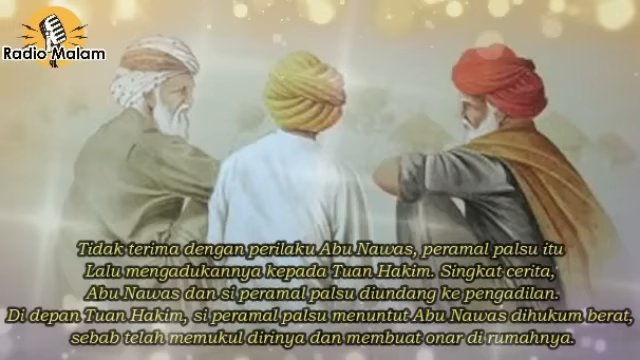 Radio Malam
Tidak terima dengan perilaku Abu Nawas, peramal palsu itu
Lalu mengadukannya kepada Tuan Hakim. Singkat cerita,
Abu Nawas dan si peramal palsu diundang ke pengadilan.
Di depan Tuan Hakim, si peramal palsu menuntut Abu Nawas dihukum berat,
sebab telah memukul dirinya dan membuat onar di rumahnya.